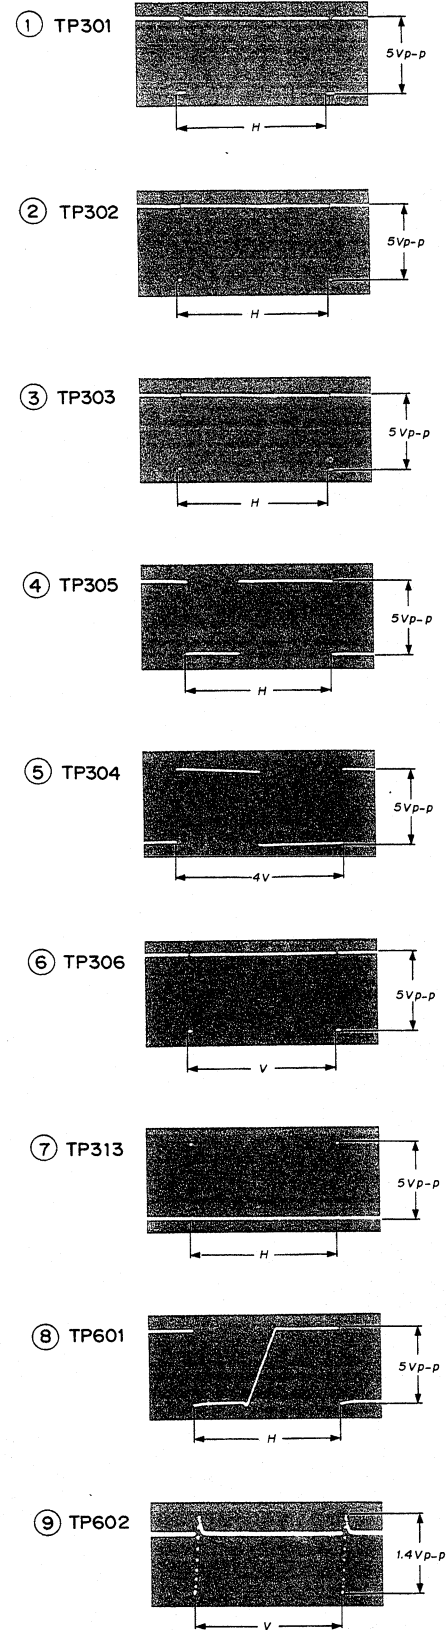 1 TP301
5Vp-p
H
2 TP302
5Vp-p
H
3 TP303
5Vp-p
H
4 TP305
5Vp-p
H
5 TP304
5Vp-p
4V
6 TP306
5Vp-p
V
7 TP313
5Vp-p
H
8 TP601
5Vp-p
H
9 TP602
1.4Vp-p
V